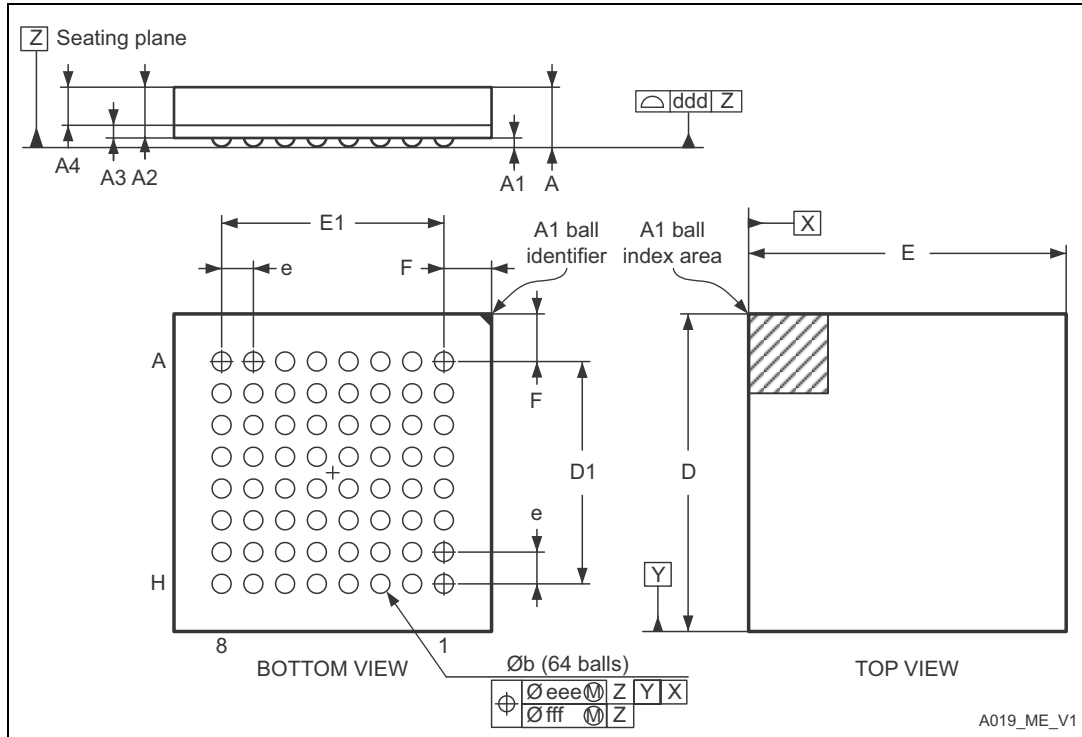 Z Seating plane
ddd Z
A4
A3 A2
A1
A
E1
A1 ball
identifier
A1 ball
index area
X
e
F
E
A
F
D1
D
e
H
Y
8
1
BOTTOM VIEW
Øb (64 balls)
TOP VIEW
Ø eee Ⓜ Z Y X
Ø fff Ⓜ Z
A019_ME_V1